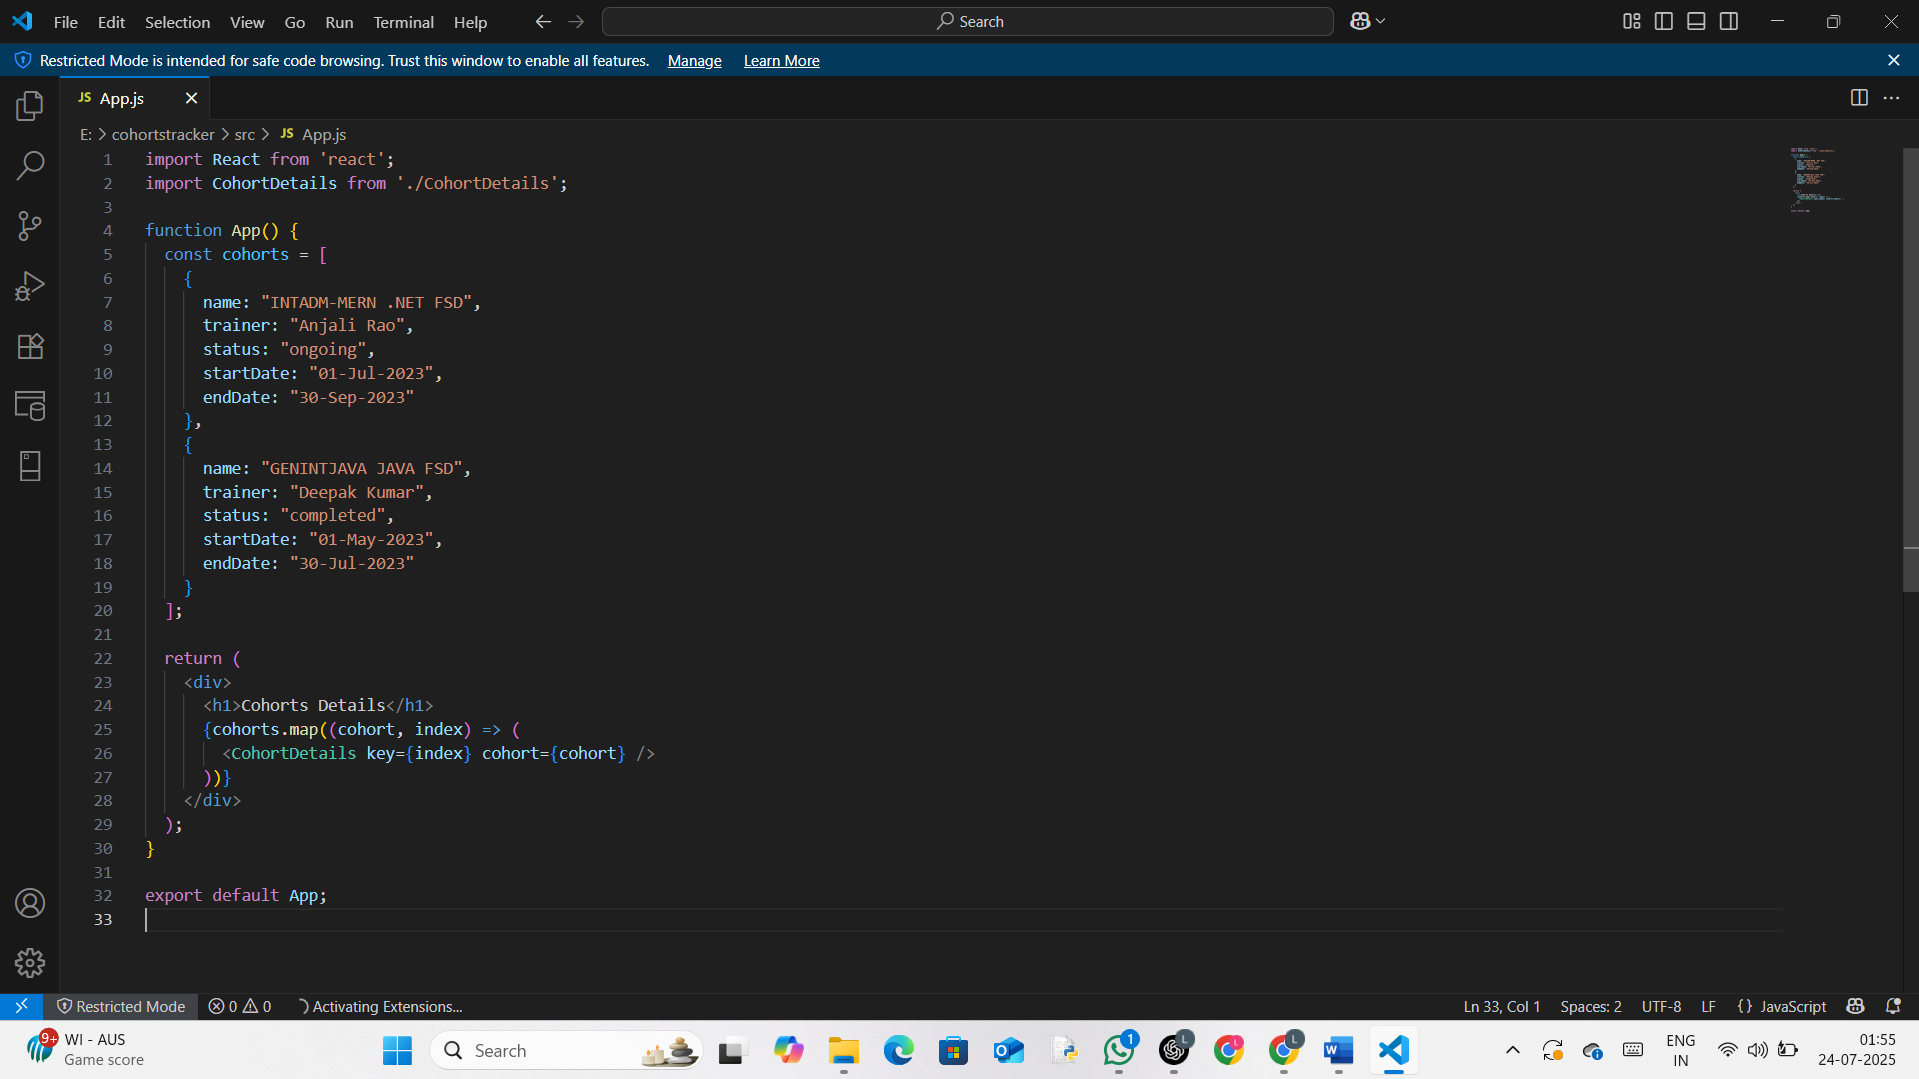 File Edit Selection View Go Run Terminal Help Search
Restricted Mode is intended for safe code browsing. Trust this window to enable all features. Manage Learn More
JS App.js
E: > cohortstracker > src > JS App.js
1 import React from 'react';
2 import CohortDetails from './CohortDetails';
3
4 function App() {
5 const cohorts = [
6 {
7 name: "INTADM-MERN .NET FSD",
8 trainer: "Anjali Rao",
9 status: "ongoing",
10 startDate: "01-Jul-2023",
11 endDate: "30-Sep-2023"
12 },
13 {
14 name: "GENINTJAVA JAVA FSD",
15 trainer: "Deepak Kumar",
16 status: "completed",
17 startDate: "01-May-2023",
18 endDate: "30-Jul-2023"
19 }
20 ];
21
22 return (
23 <div>
24 <h1>Cohorts Details</h1>
25 {cohorts.map((cohort, index) => (
26 <CohortDetails key={index} cohort={cohort} />
27 ))}
28 </div>
29 );
30 }
31
32 export default App;
33
Restricted Mode 0 0 Activating Extensions... Ln 33, Col 1 Spaces: 2 UTF-8 LF {} JavaScript
9+ WI - AUS
Game score
Search
1
L
L
L
ENG
IN
01:55
24-07-2025